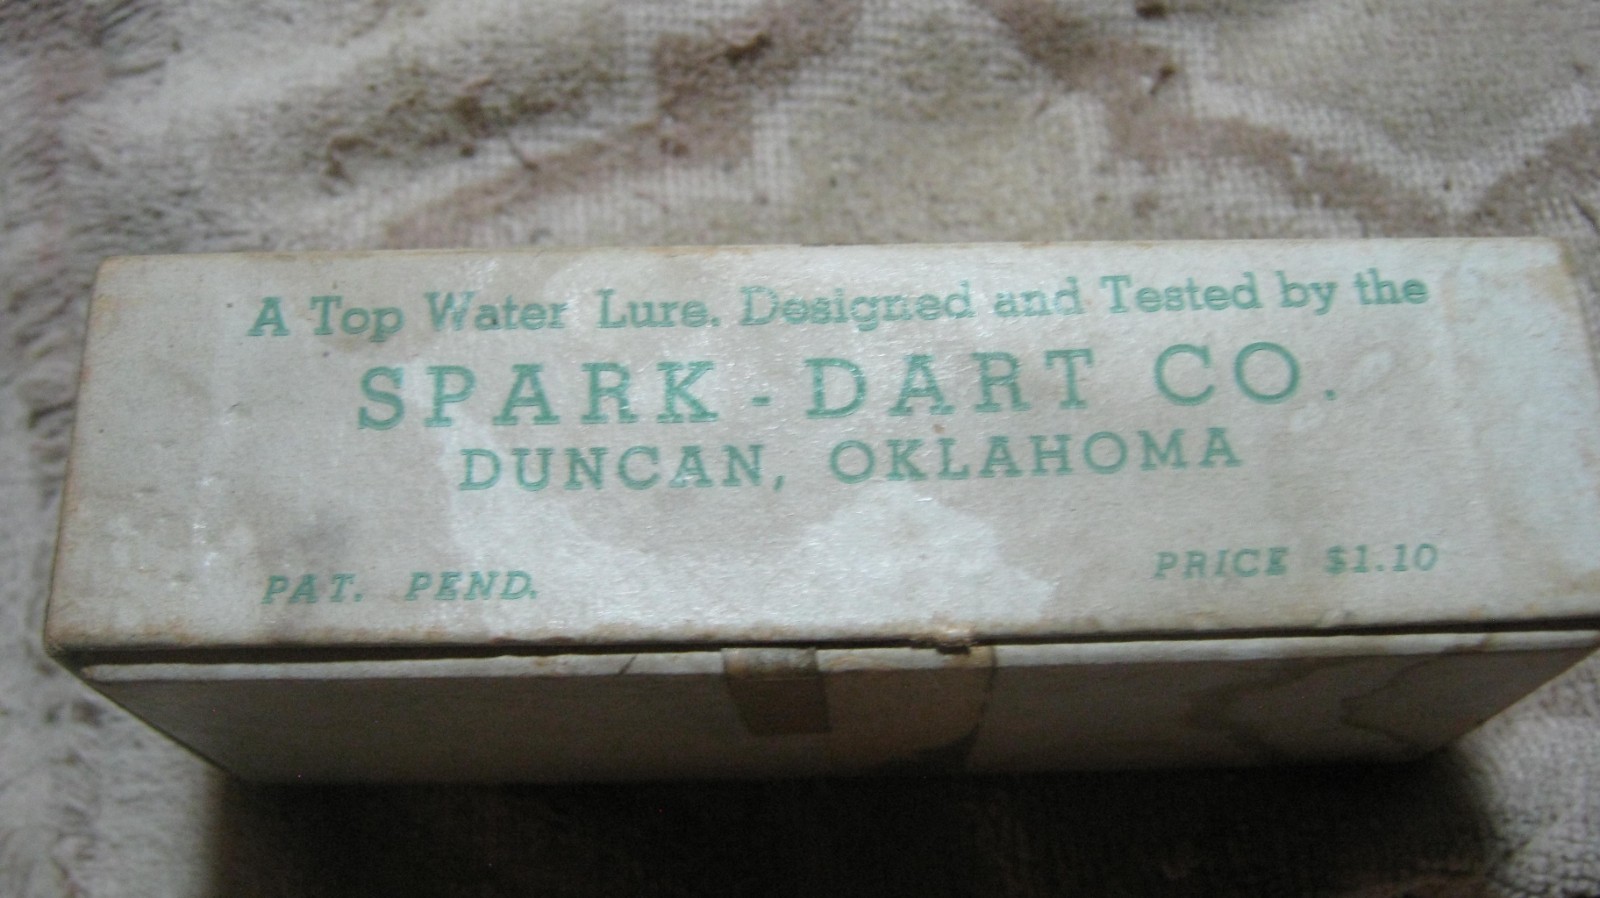 A Top Water Lure. Designed and Tested by the
SPARK - DART CO.
DUNCAN, OKLAHOMA
PAT. PEND. PRICE $1.10